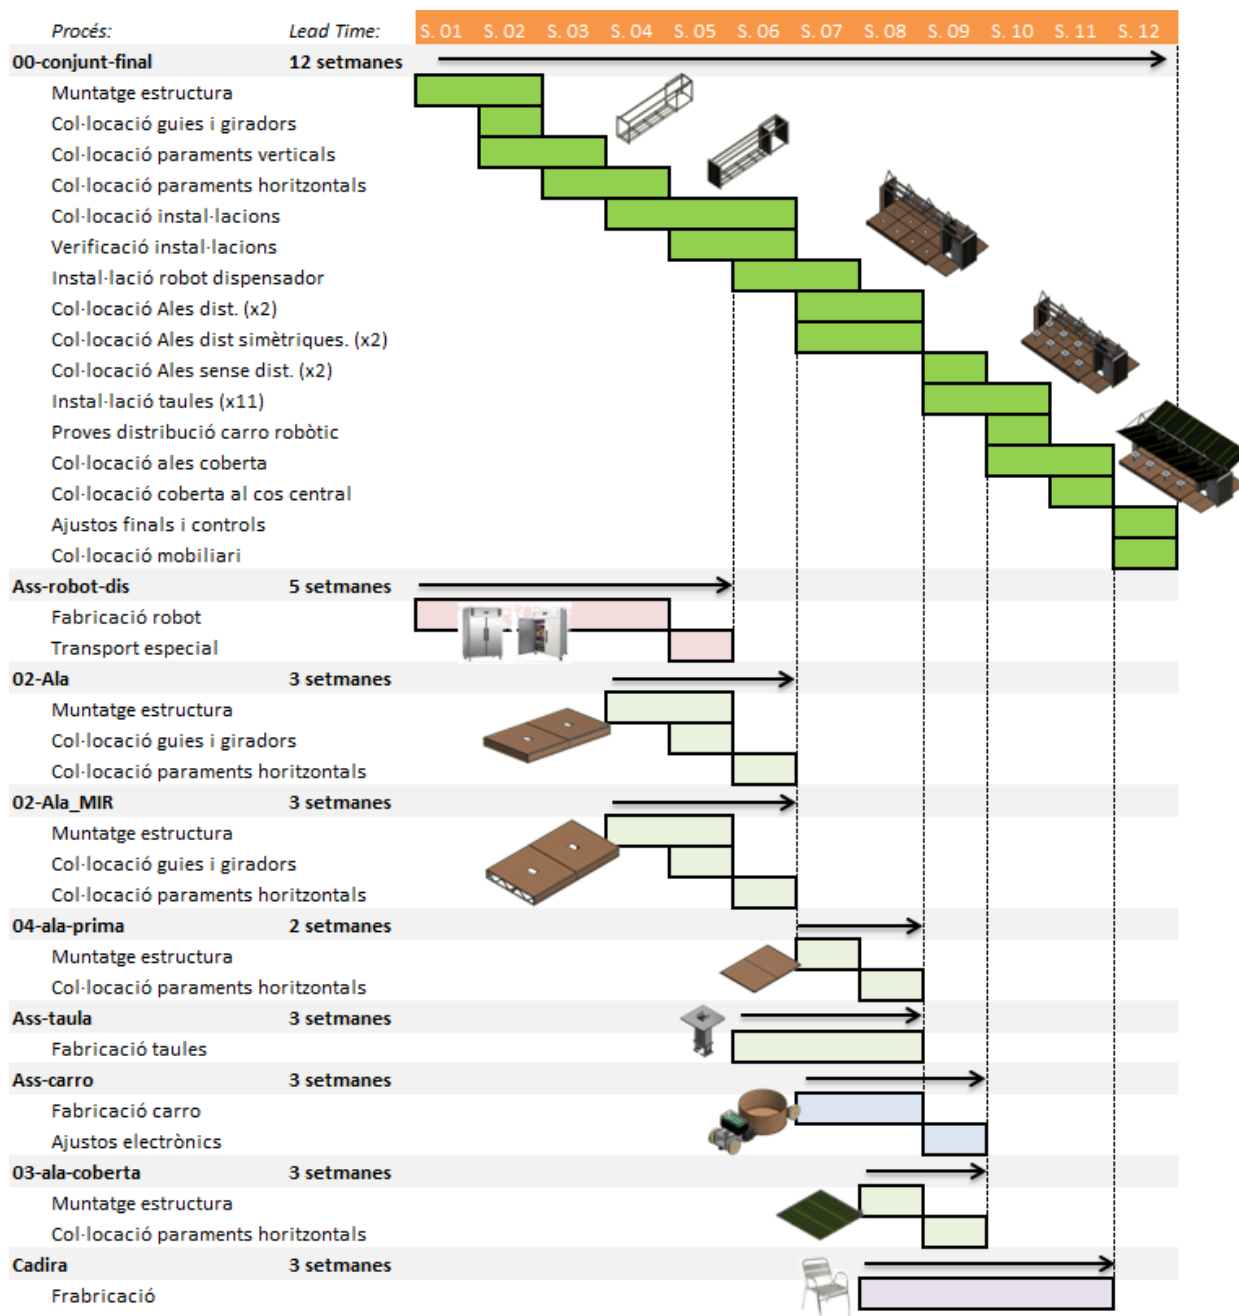 Procés: Lead Time: S. 01 S. 02 S. 03 S. 04 S. 05 S. 06 S. 07 S. 08 S. 09 S. 10 S. 11 S. 12
00-conjunt-final 12 setmanes
Muntatge estructura
Col·locació guies i giradors
Col·locació paraments verticals
Col·locació paraments horitzontals
Col·locació instal·lacions
Verificació instal·lacions
Instal·lació robot dispensador
Col·locació Ales dist. (x2)
Col·locació Ales dist simètriques. (x2)
Col·locació Ales sense dist. (x2)
Instal·lació taules (x11)
Proves distribució carro robòtic
Col·locació ales coberta
Col·locació coberta al cos central
Ajustos finals i controls
Col·locació mobiliari
Ass-robot-dis 5 setmanes
Fabricació robot
Transport especial
02-Ala 3 setmanes
Muntatge estructura
Col·locació guies i giradors
Col·locació paraments horitzontals
02-Ala_MIR 3 setmanes
Muntatge estructura
Col·locació guies i giradors
Col·locació paraments horitzontals
04-ala-prima 2 setmanes
Muntatge estructura
Col·locació paraments horitzontals
Ass-taula 3 setmanes
Fabricació taules
Ass-carro 3 setmanes
Fabricació carro
Ajustos electrònics
03-ala-coberta 3 setmanes
Muntatge estructura
Col·locació paraments horitzontals
Cadira 3 setmanes
Frabricació